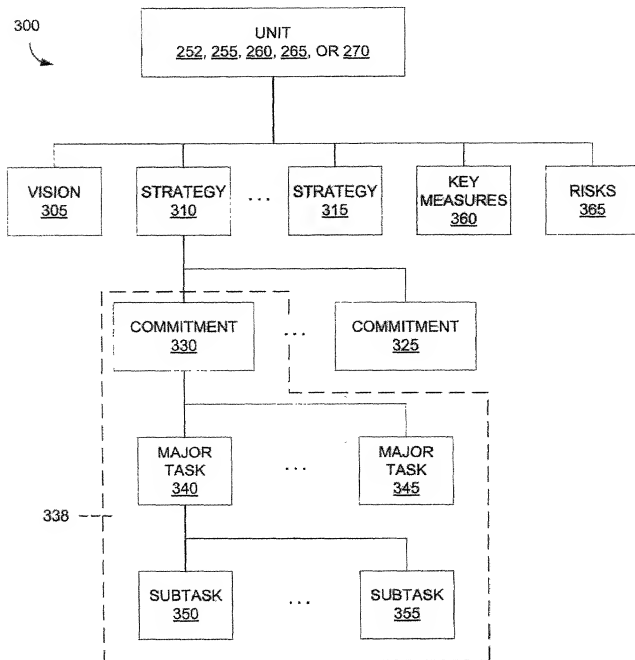 300
UNIT
252, 255, 260, 265, OR 270
VISION
305
STRATEGY
310
...
STRATEGY
315
KEY
MEASURES
360
RISKS
365
COMMITMENT
330
...
COMMITMENT
325
MAJOR
TASK
340
...
MAJOR
TASK
345
338
SUBTASK
350
...
SUBTASK
355